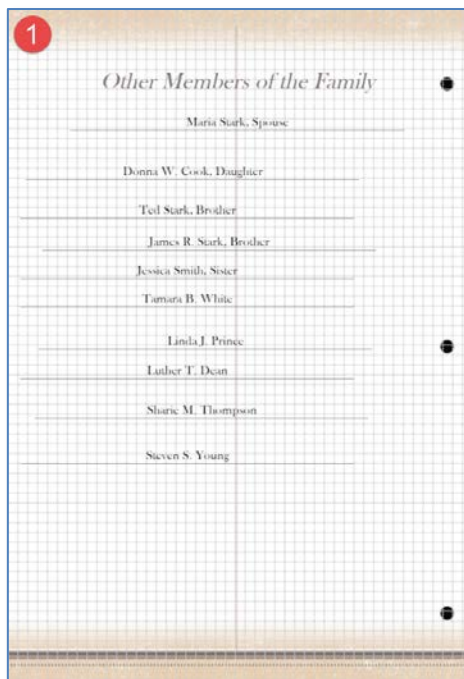 1
Other Members of the Family
Maria Stark, Spouse
Donna W. Cook, Daughter
Ted Stark, Brother
James R. Stark, Brother
Jessica Smith, Sister
Tamara B. White
Linda J. Prince
Luther T. Dean
Sharie M. Thompson
Steven S. Young